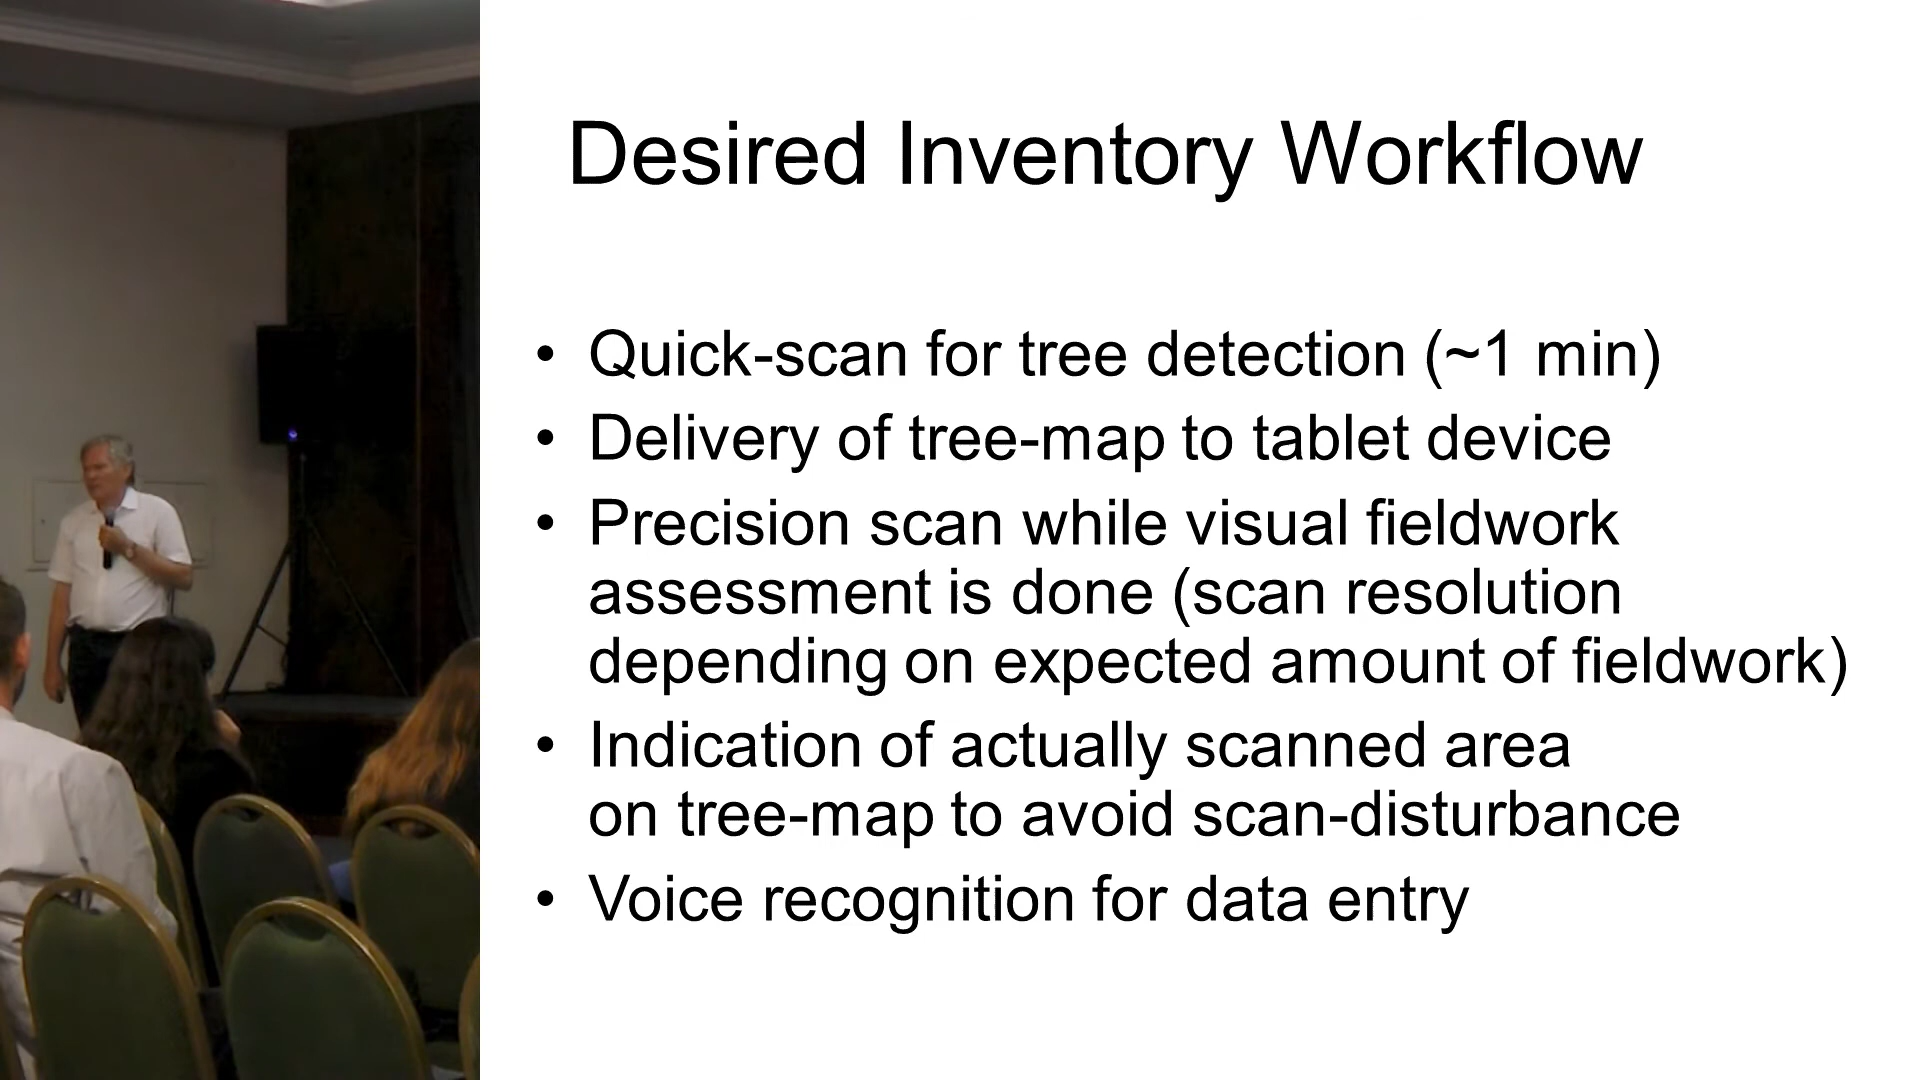 Desired Inventory Workflow
• Quick-scan for tree detection (~1 min)
• Delivery of tree-map to tablet device
• Precision scan while visual fieldwork
assessment is done (scan resolution
depending on expected amount of fieldwork)
• Indication of actually scanned area
on tree-map to avoid scan-disturbance
• Voice recognition for data entry